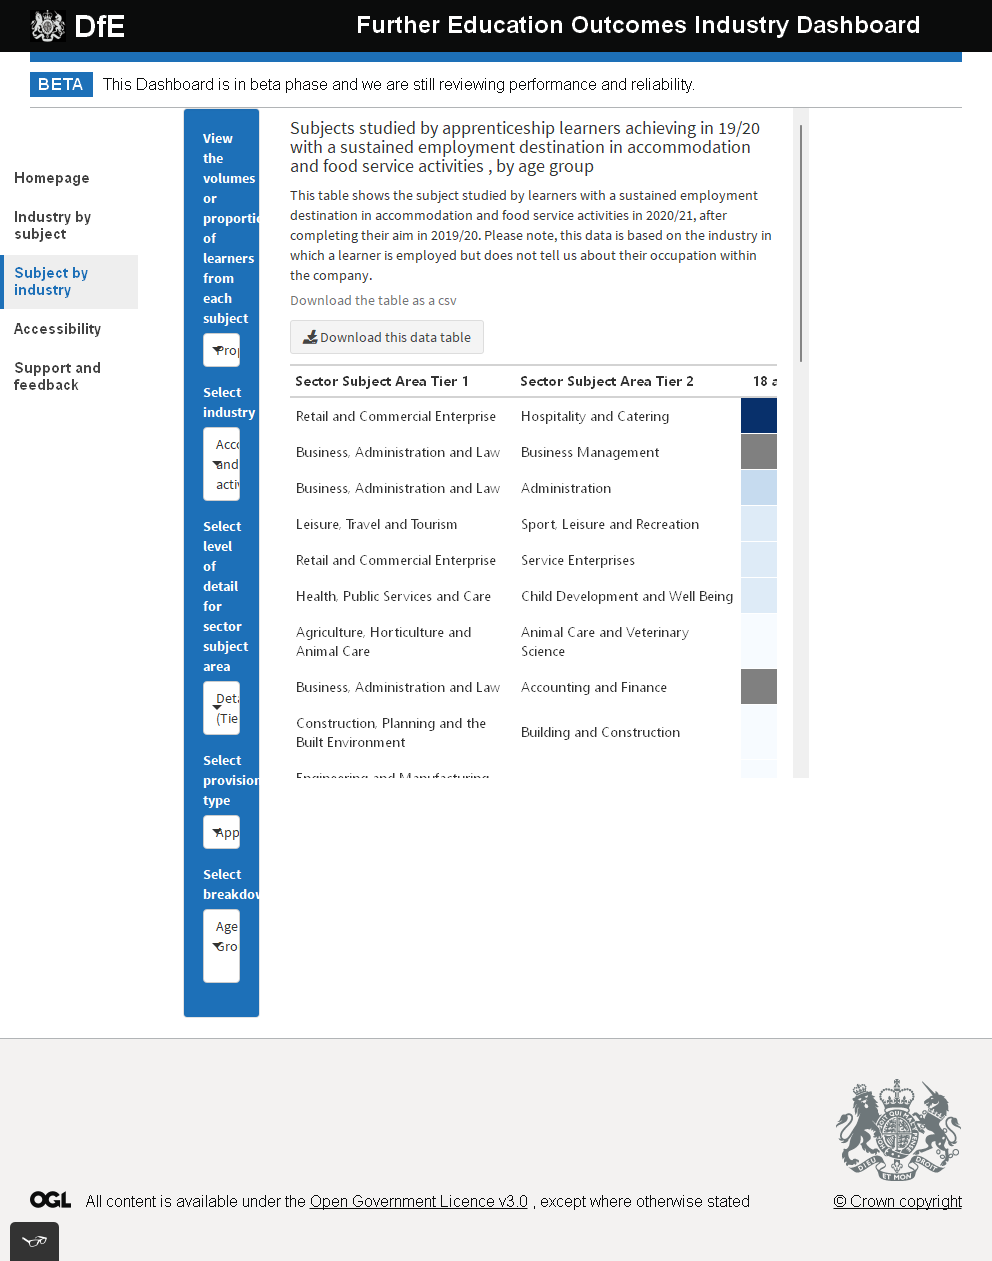 DfE
Further Education Outcomes Industry Dashboard
BETA This Dashboard is in beta phase and we are still reviewing performance and reliability.
Homepage
Industry by
subject
Subject by
industry
Accessibility
Support and
feedback
View
the
volumes
or
of
learners
from
each
subject
Select
industry
and
Select
level
of
detail
for
sector
subject
area
Select
provision
type
Select
Age
Subjects studied by apprenticeship learners achieving in 19/20
with a sustained employment destination in accommodation
and food service activities , by age group
This table shows the subject studied by learners with a sustained employment
destination in accommodation and food service activities in 2020/21, after
completing their aim in 2019/20. Please note, this data is based on the industry in
which a learner is employed but does not tell us about their occupation within
the company.
Download the table as a csv
Download this data table
Sector Subject Area Tier 1 Sector Subject Area Tier 2 18
Retail and Commercial Enterprise Hospitality and Catering
Business, Administration and Law Business Management
Business, Administration and Law Administration
Leisure, Travel and Tourism Sport, Leisure and Recreation
Retail and Commercial Enterprise Service Enterprises
Health, Public Services and Care Child Development and Well Being
Agriculture, Horticulture and
Animal Care
Animal Care and Veterinary
Science
Business, Administration and Law Accounting and Finance
Construction, Planning and the
Built Environment
Building and Construction
Engineering and Manufacturing
OGL All content is available under the Open Government Licence v3.0 , except where otherwise stated
© Crown copyright